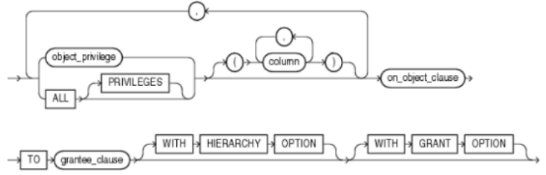 ,
object_privilege ,
ALL PRIVILEGES ( column ) on_object_clause
TO grantee_clause WITH HIERARCHY OPTION WITH GRANT OPTION